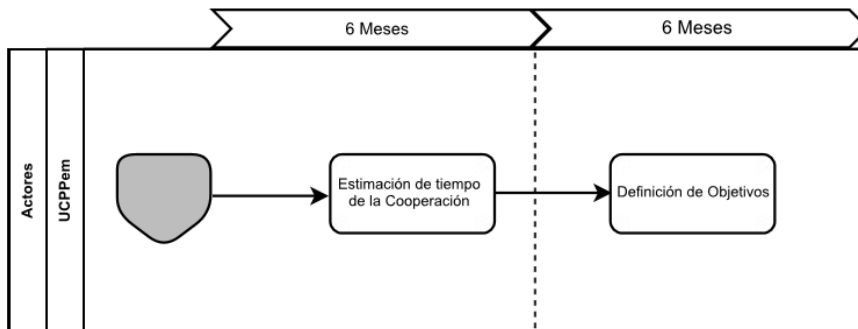 6 Meses
6 Meses
Actores
UCPPem
Estimación de tiempo
de la Cooperación
Definición de Objetivos